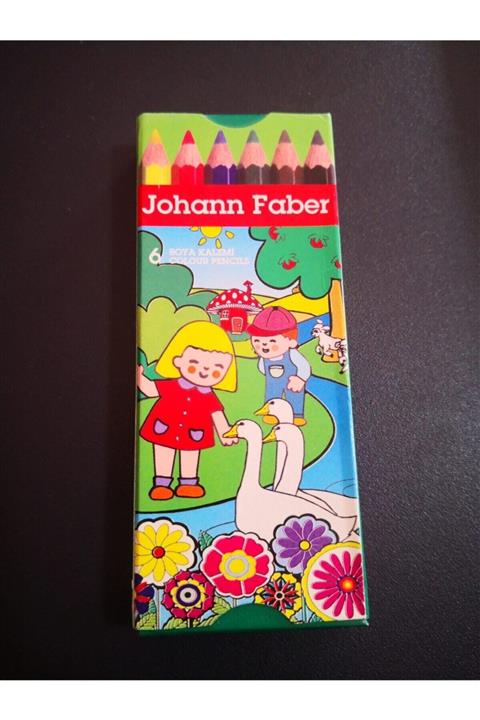 Johann Faber
6 BOYA KALEMİ
COLOUR PENCILS